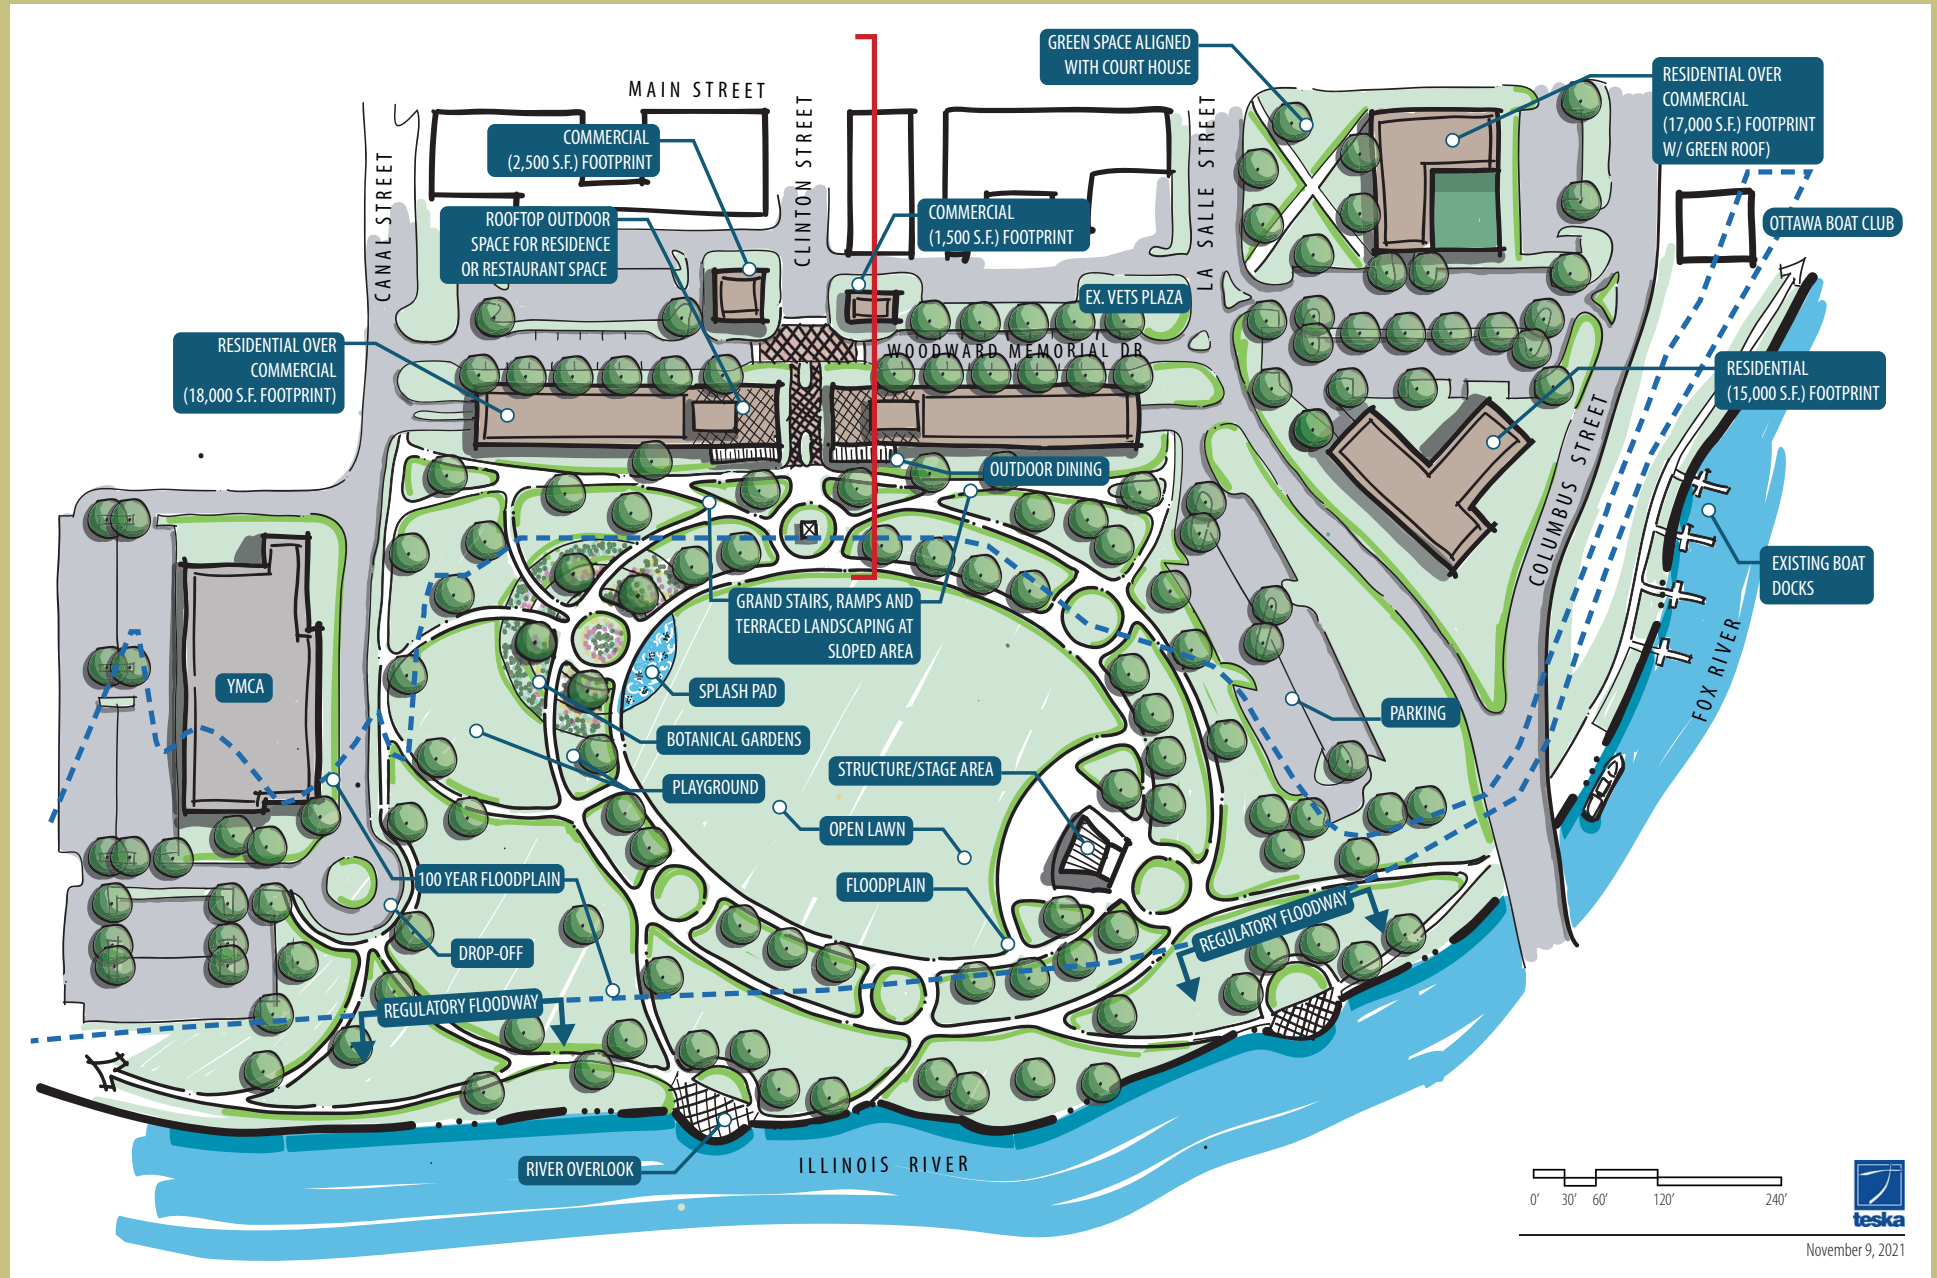 GREEN SPACE ALIGNED
WITH COURT HOUSE
RESIDENTIAL OVER
COMMERCIAL
(17,000 S.F.) FOOTPRINT
W/ GREEN ROOF)
MAIN STREET
COMMERCIAL
(2,500 S.F.) FOOTPRINT
CLINTON STREET
LA SALLE STREET
CANAL STREET
ROOFTOP OUTDOOR
SPACE FOR RESIDENCE
OR RESTAURANT SPACE
COMMERCIAL
(1,500 S.F.) FOOTPRINT
OTTAWA BOAT CLUB
EX. VETS PLAZA
RESIDENTIAL OVER
COMMERCIAL
(18,000 S.F. FOOTPRINT)
WOODWARD MEMORIAL DR
RESIDENTIAL
(15,000 S.F.) FOOTPRINT
OUTDOOR DINING
COLUMBUS STREET
EXISTING BOAT
DOCKS
GRAND STAIRS, RAMPS AND
TERRACED LANDSCAPING AT
SLOPED AREA
FOX RIVER
YMCA
SPLASH PAD
PARKING
BOTANICAL GARDENS
STRUCTURE/STAGE AREA
PLAYGROUND
OPEN LAWN
100 YEAR FLOODPLAIN
FLOODPLAIN
REGULATORY FLOODWAY
DROP-OFF
REGULATORY FLOODWAY
RIVER OVERLOOK
ILLINOIS RIVER
0' 30' 60' 120' 240'
teska
November 9, 2021